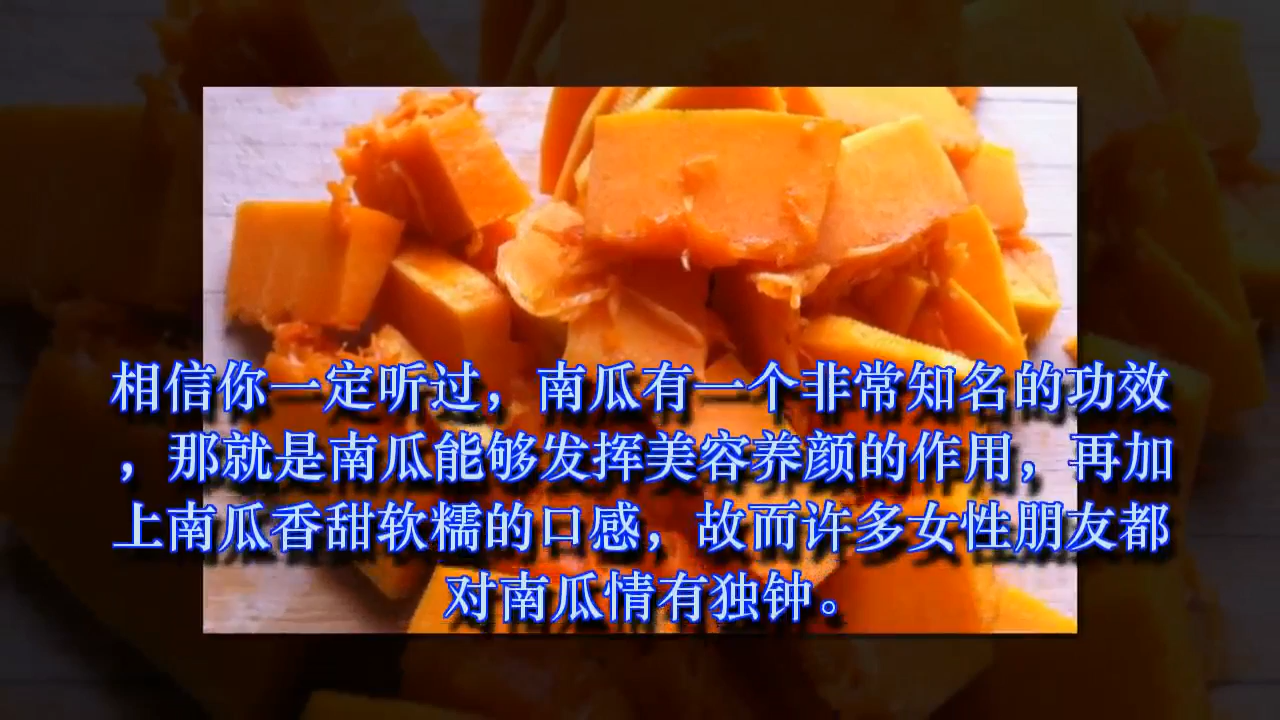 相信你一定听过，南瓜有一个非常知名的功效
，那就是南瓜能够发挥美容养颜的作用，再加
上南瓜香甜软糯的口感，故而许多女性朋友都
对南瓜情有独钟。